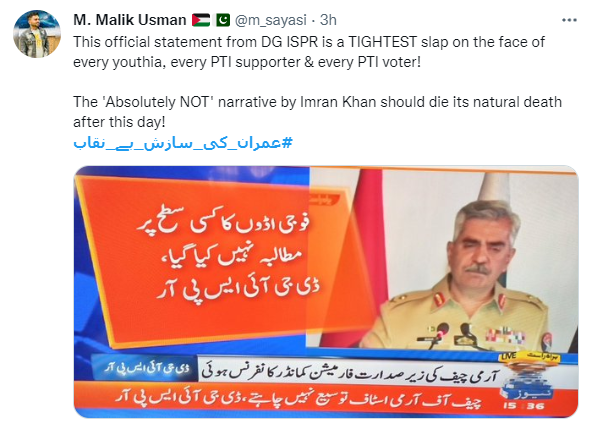 M. Malik Usman 🇵🇸 🇵🇰 @m_sayasi · 3h
This official statement from DG ISPR is a TIGHTEST slap on the face of
every youthia, every PTI supporter & every PTI voter!
The 'Absolutely NOT' narrative by Imran Khan should die its natural death
after this day!
#عمران_کی_سازش_بے_نقاب
فوجی اڈوں کا کسی سطح پر
مطالبہ نہیں کیا گیا،
ڈی جی آئی ایس پی آر
LIVE براہ راست
ڈی جی آئی ایس پی آر
آرمی چیف کی زیر صدارت فارمیشن کمانڈر کانفرنس ہوئی
نیوز
چیف آف آرمی اسٹاف توسیع نہیں چاہتے، ڈی جی آئی ایس پی آر
15:36